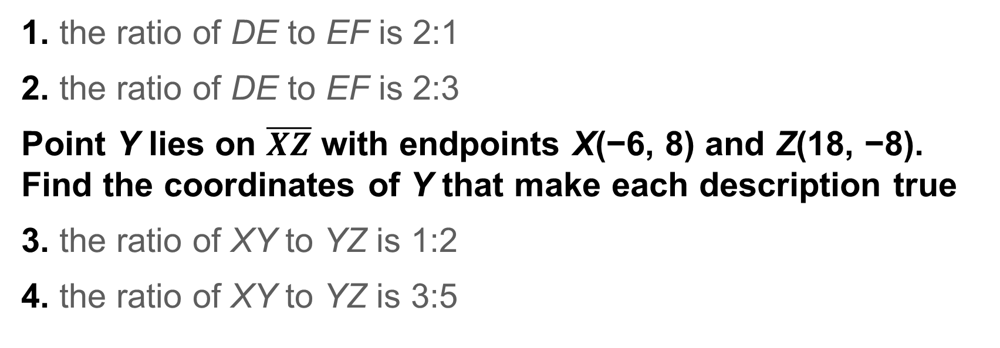 1. the ratio of DE to EF is 2:1
2. the ratio of DE to EF is 2:3
Point Y lies on X̅Z̅ with endpoints X(−6, 8) and Z(18, −8).
Find the coordinates of Y that make each description true
3. the ratio of XY to YZ is 1:2
4. the ratio of XY to YZ is 3:5